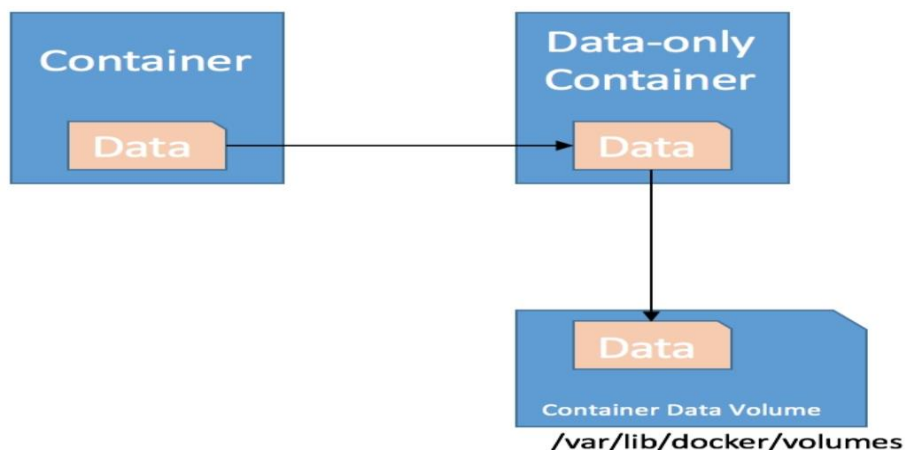 Container
Data
Data-only
Container
Data
Data
Container Data Volume
/var/lib/docker/volumes